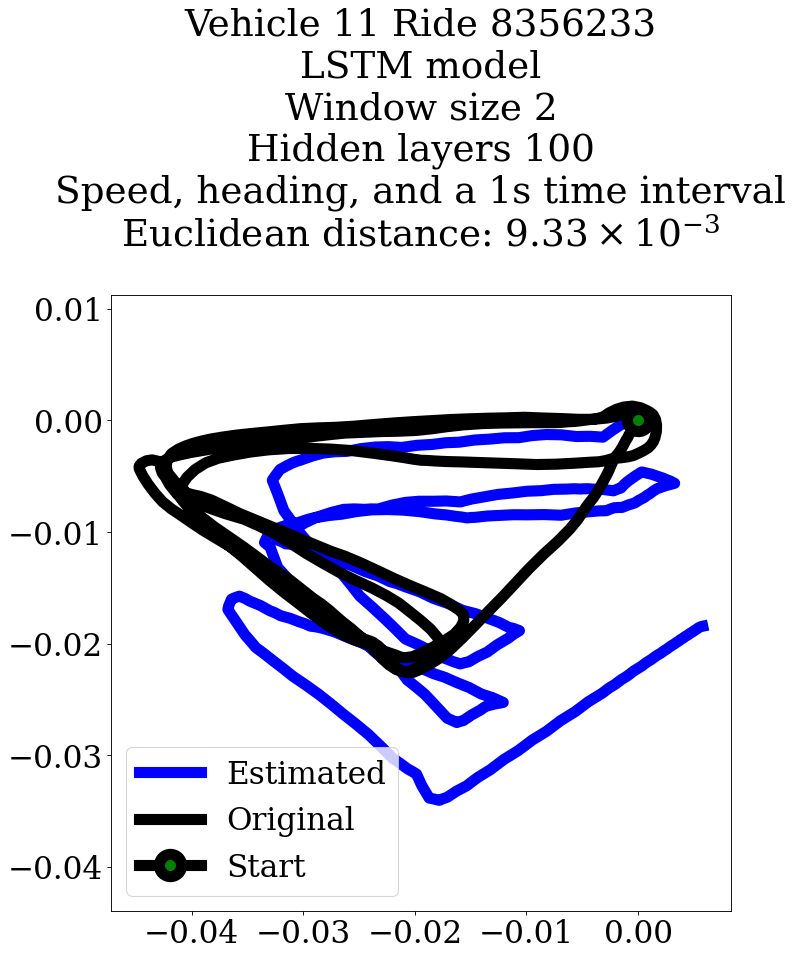 Vehicle 11 Ride 8356233
LSTM model
Window size 2
Hidden layers 100
Speed, heading, and a 1s time interval
Euclidean distance: 9.33 × 10⁻³
0.01
0.00
−0.01
−0.02
−0.03
−0.04
Estimated
Original
Start
−0.04 −0.03 −0.02 −0.01 0.00